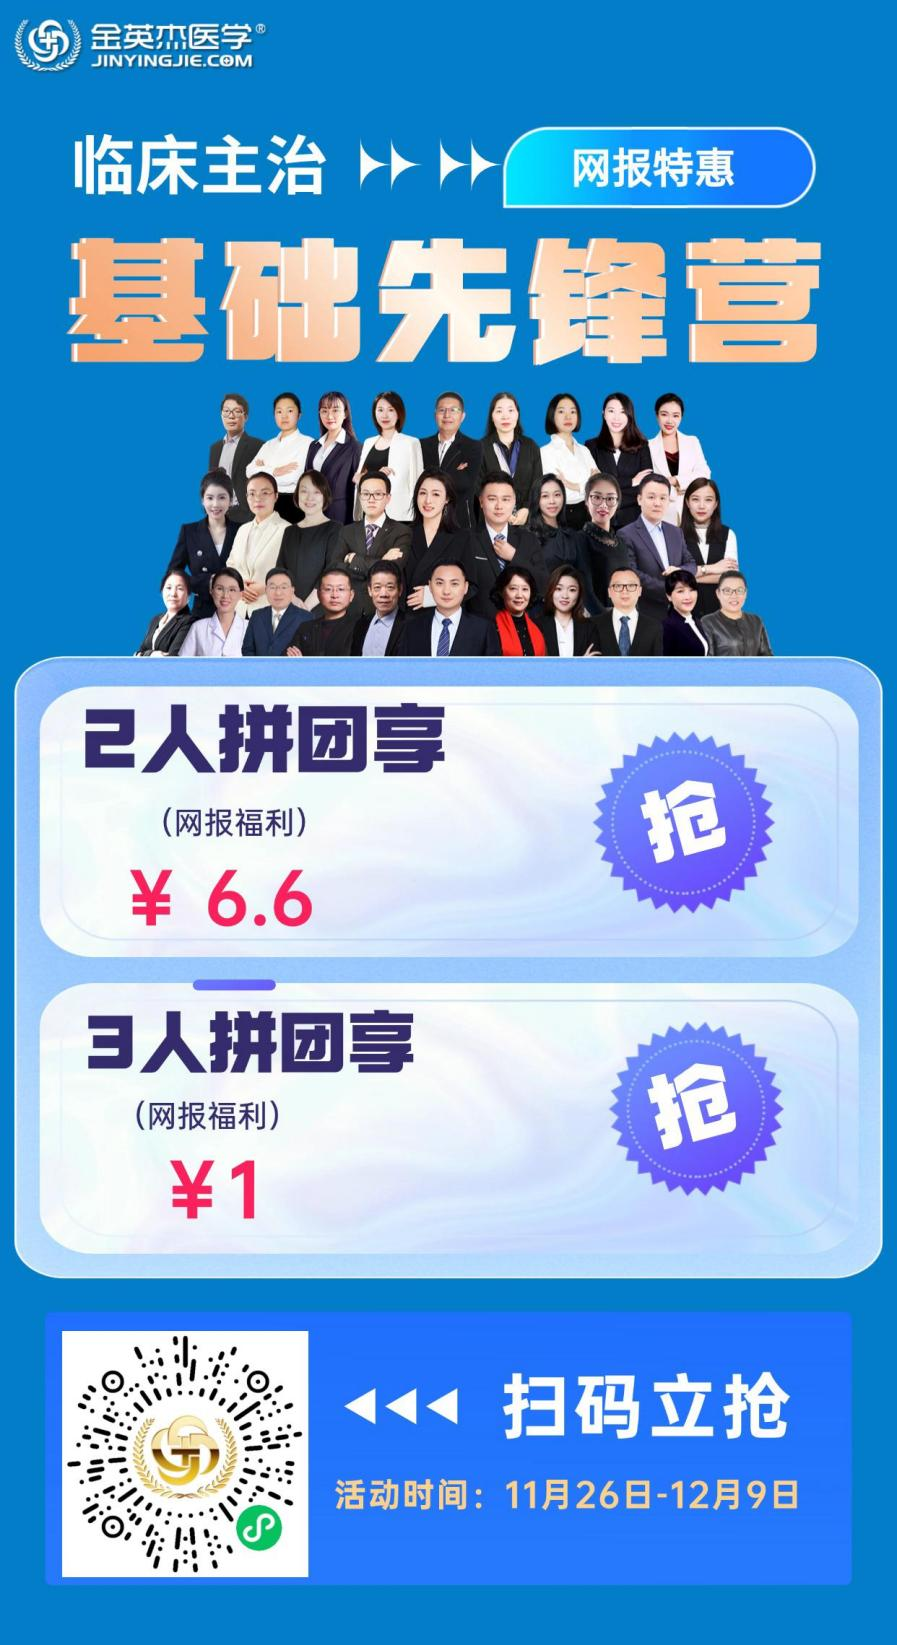 金英杰医学®
JINYINGJIE.COM
临床主治
网报特惠
基础先锋营
2人拼团享
（网报福利）
¥ 6.6
抢
3人拼团享
（网报福利）
¥1
抢
扫码立抢
活动时间：11月26日-12月9日